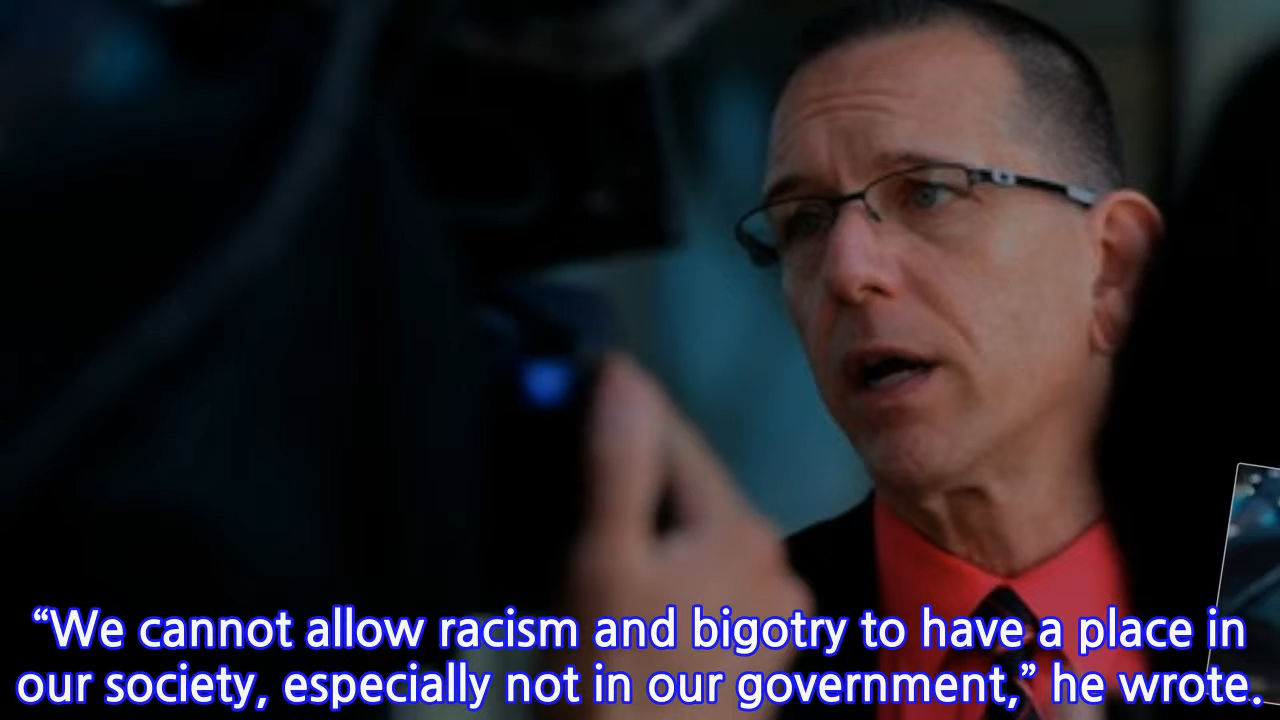 “We cannot allow racism and bigotry to have a place in
our society, especially not in our government,” he wrote.